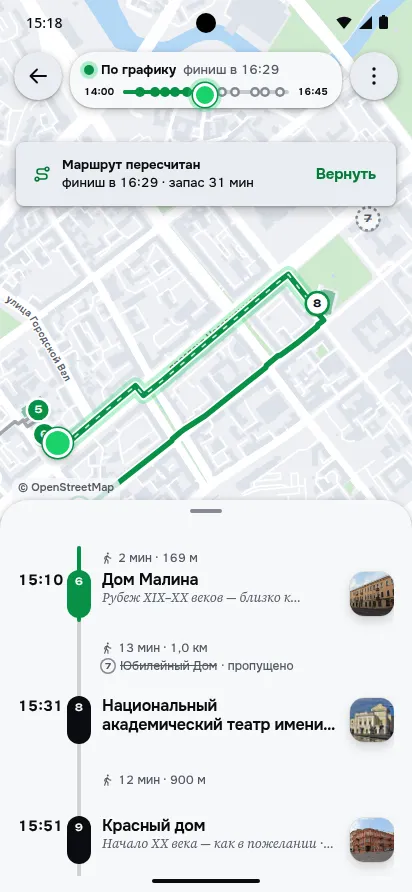 15:18
По графику финиш в 16:29
14:00 16:45
Маршрут пересчитан
финиш в 16:29 · запас 31 мин
Вернуть
7
8
улица Городской Вал
5
© OpenStreetMap
2 мин · 169 м
15:10 6 Дом Малина
Рубеж XIX–XX веков — близко к...
13 мин · 1,0 км
7 Юбилейный Дом · пропущено
15:31 8 Национальный
академический театр имени...
12 мин · 900 м
15:51 9 Красный дом
Начало XX века — как в пожелании ·...